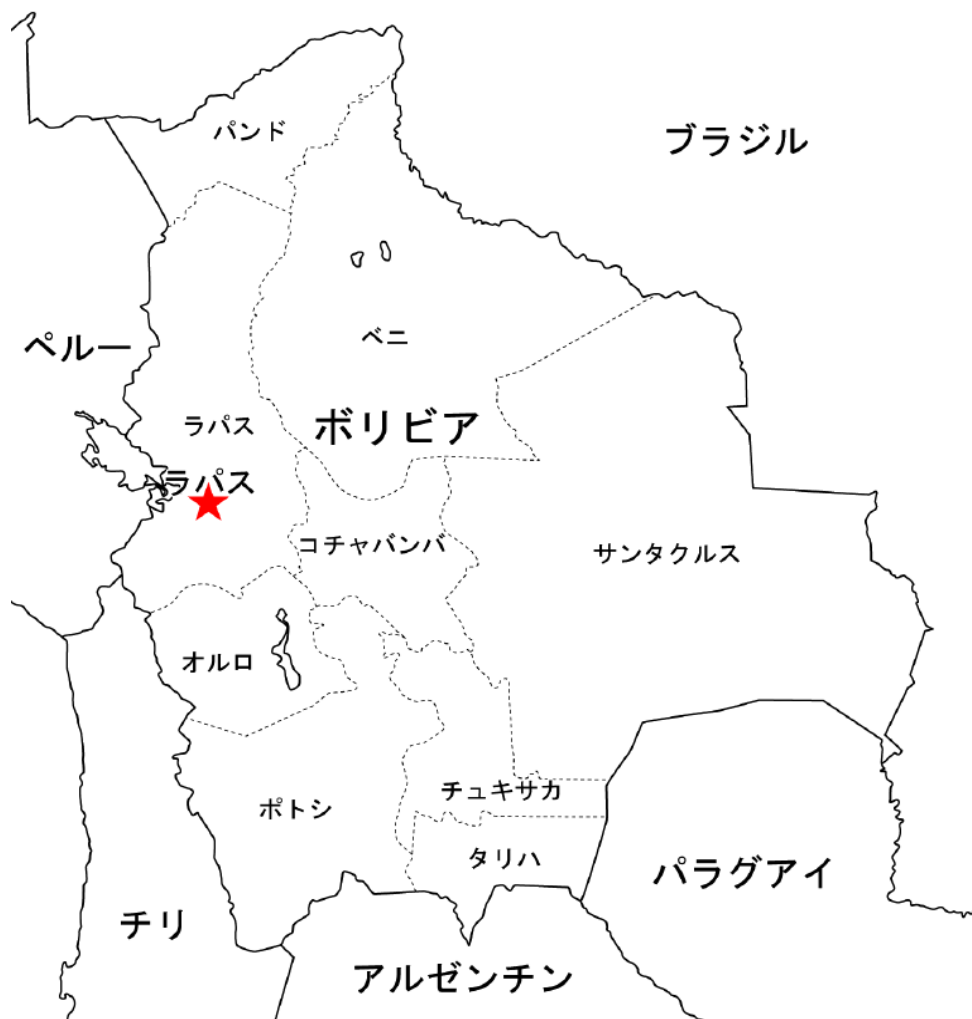 パンド
ブラジル
ペルー
ベニ
ラパス
ボリビア
ラパス
コチャバンバ
サンタクルス
オルロ
ポトシ
チュキサカ
タリハ
パラグアイ
チリ
アルゼンチン